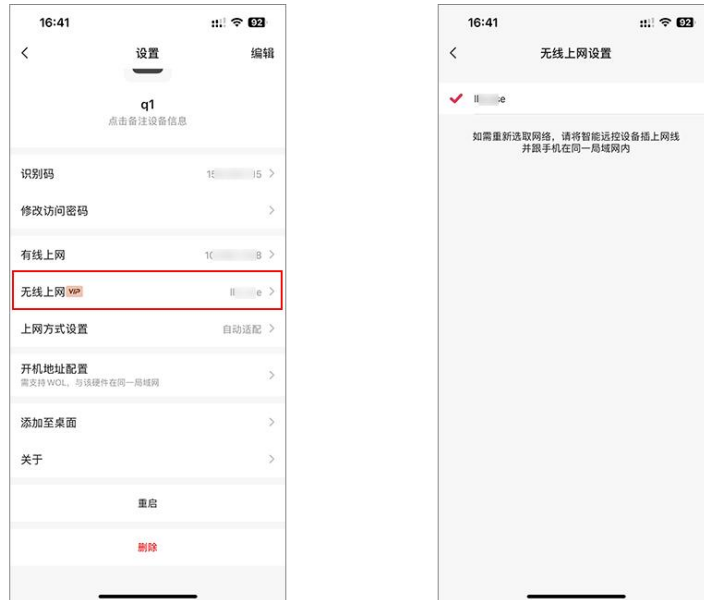 16:41
92
设置
编辑
q1
点击备注设备信息
识别码
修改访问密码
有线上网
无线上网 VIP
上网方式设置 自动适配
开机地址配置
需支持 WOL，与该硬件在同一局域网
添加至桌面
关于
重启
删除
16:41
92
无线上网设置
如需重新选取网络，请将智能远控设备插上网线
并跟手机在同一局域网内